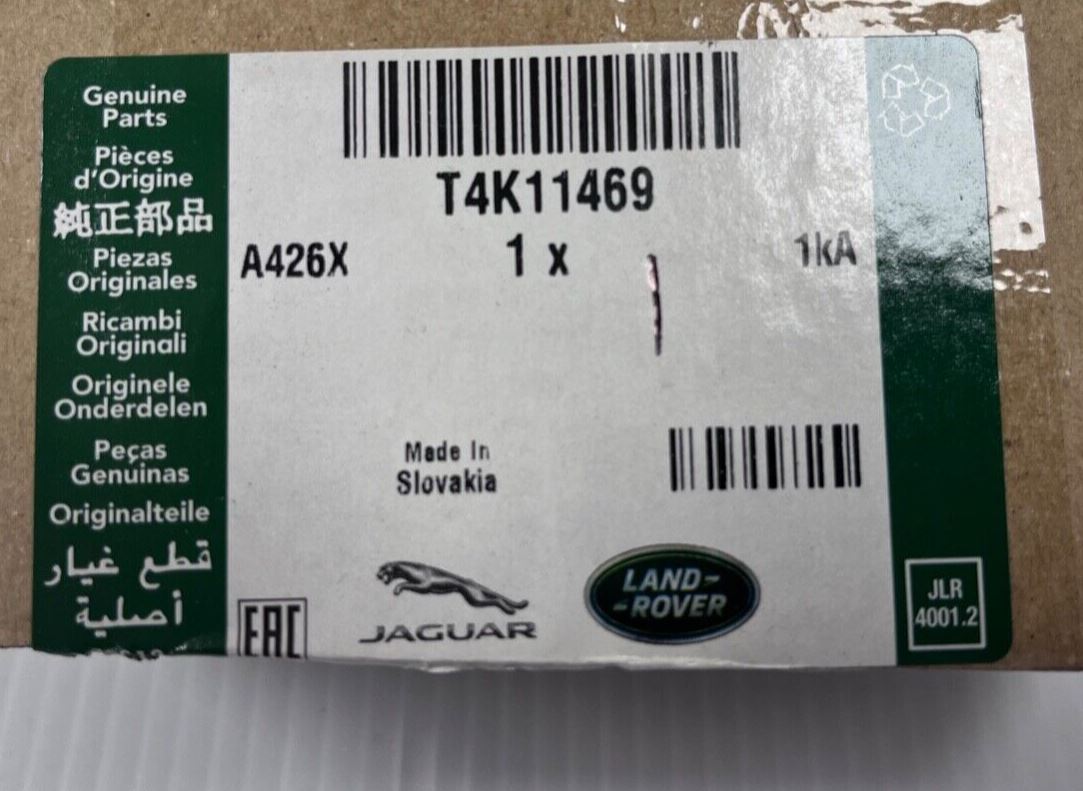 Genuine
Parts
Pièces
d'Origine
純正部品
Piezas
Originales
Ricambi
Originali
Originele
Onderdelen
Peças
Genuinas
Originalteile
قطع غيار
أصلية
T4K11469
A426X 1 x 1kA
Made In
Slovakia
EAC
JAGUAR
LAND-
-ROVER
JLR
4001.2